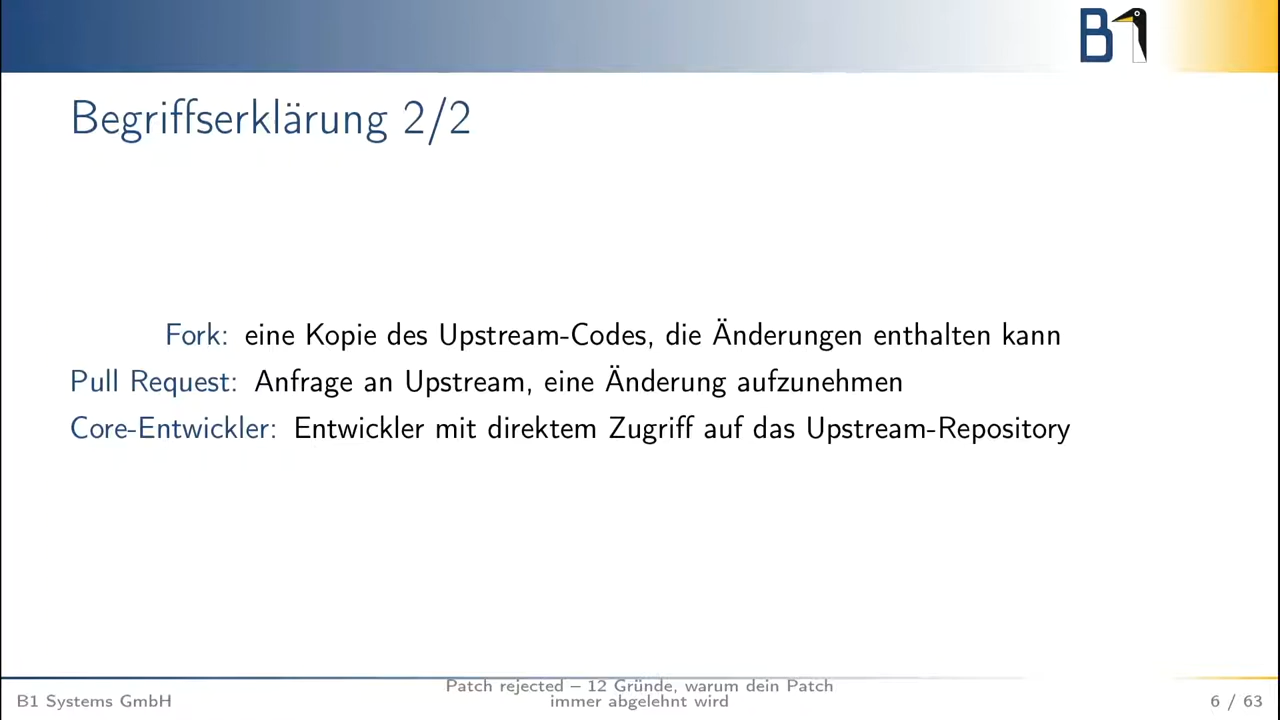 B1
Begriffserklärung 2/2
Fork: eine Kopie des Upstream-Codes, die Änderungen enthalten kann
Pull Request: Anfrage an Upstream, eine Änderung aufzunehmen
Core-Entwickler: Entwickler mit direktem Zugriff auf das Upstream-Repository
B1 Systems GmbH
Patch rejected – 12 Gründe, warum dein Patch
immer abgelehnt wird
6 / 63